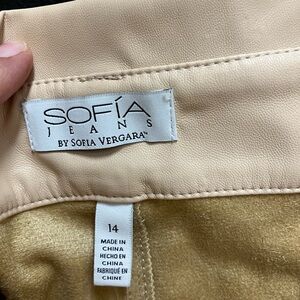 SOFÍA
JEANS
BY SOFIA VERGARA™
14
MADE IN
CHINA
HECHO EN
CHINA
FABRIQUÉ EN
CHINE